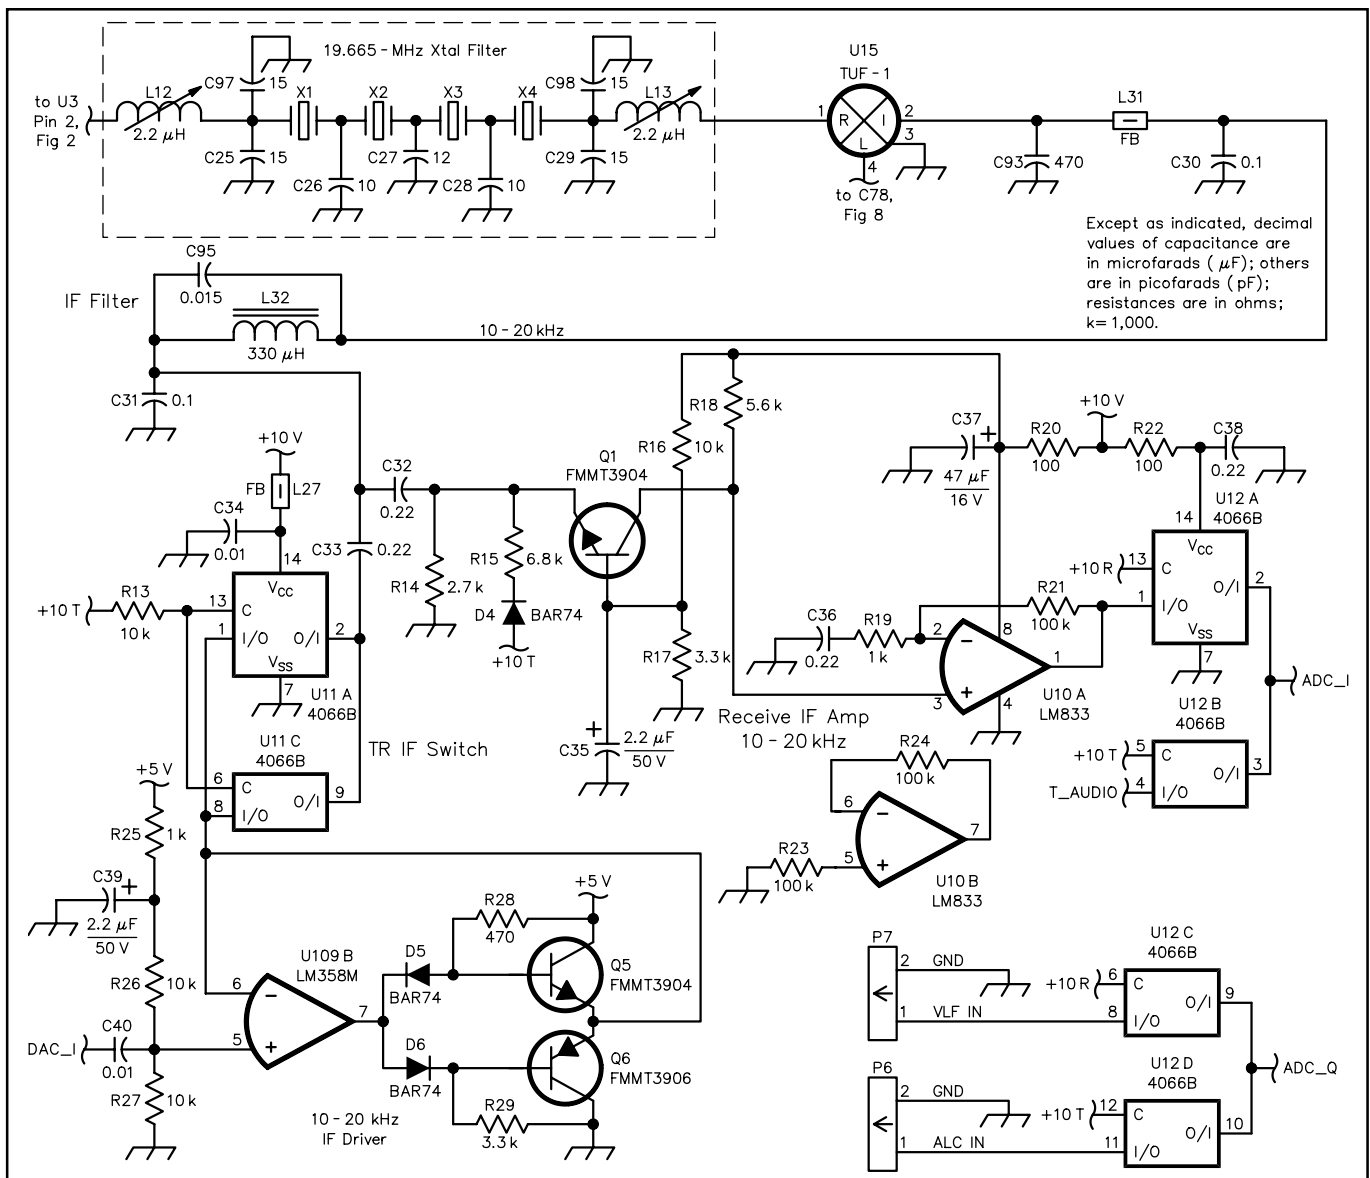 19.665-MHz Xtal Filter
to U3
Pin 2,
Fig 2
L12
2.2 μH
C97
15
C25
15
X1
C26
10
X2
C27
12
X3
C28
10
X4
C98
15
C29
15
L13
2.2 μH
U15
TUF-1
1
R
I
L
2
3
4
to C78,
Fig 8
C93
470
L31
FB
C30
0.1
Except as indicated, decimal
values of capacitance are
in microfarads (μF); others
are in picofarads (pF);
resistances are in ohms;
k=1,000.
IF Filter
C95
0.015
L32
330 μH
10-20 kHz
C31
0.1
+10 V
FB
L27
C34
0.01
14
C33
0.22
C32
0.22
R13
10 k
+10 T
13
C
VCC
1
I/O
O/I
2
VSS
7
U11 A
4066B
U11 C
4066B
6
C
8
I/O
O/I
9
TR IF Switch
R14
2.7 k
R15
6.8 k
D4
BAR74
+10 T
Q1
FMMT3904
R16
10 k
R18
5.6 k
R17
3.3 k
C35
+
2.2 μF
50 V
Receive IF Amp
10-20 kHz
C37
+
47 μF
16 V
R20
100
+10 V
R22
100
C38
0.22
U12 A
4066B
14
+10 R
13
C
VCC
1
I/O
O/I
2
VSS
7
C36
0.22
R19
1 k
R21
100 k
2
−
8
1
3
+
4
U10 A
LM833
U12 B
4066B
+10 T
5
C
T_AUDIO
4
I/O
O/I
3
ADC_I
R24
100 k
6
−
7
R23
100 k
5
+
U10 B
LM833
+5 V
R25
1 k
C39
+
2.2 μF
50 V
R26
10 k
DAC_I
C40
0.01
R27
10 k
U109 B
LM358M
6
−
7
5
+
D5
BAR74
D6
BAR74
R28
470
+5 V
Q5
FMMT3904
Q6
FMMT3906
R29
3.3 k
10-20 kHz
IF Driver
P7
2
GND
1
VLF IN
U12 C
4066B
+10 R
6
C
8
I/O
O/I
9
P6
2
GND
1
ALC IN
U12 D
4066B
+10 T
12
C
11
I/O
O/I
10
ADC_Q